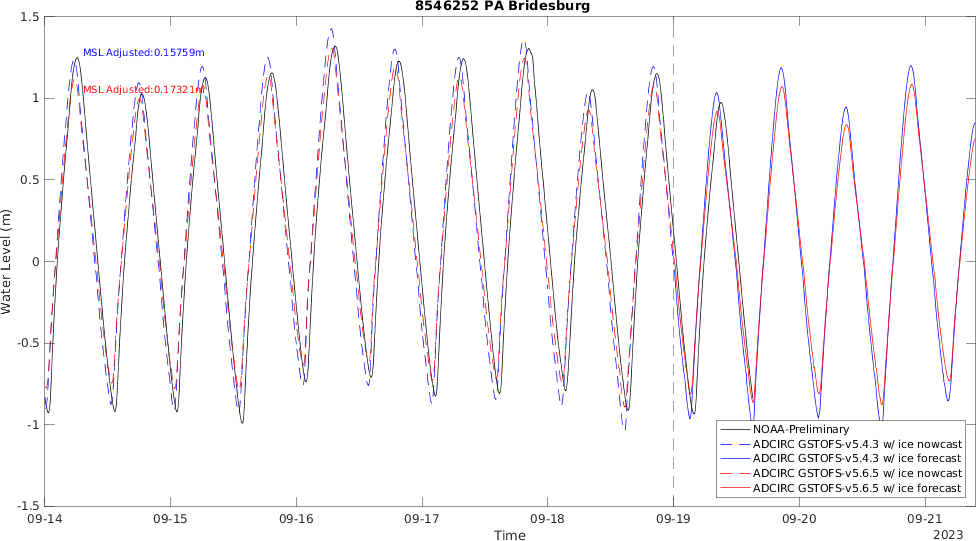 8546252 PA Bridesburg
1.5
MSL Adjusted:0.15759m
MSL Adjusted:0.17321m
1
0.5
0
-0.5
-1
-1.5
Water Level (m)
NOAA-Preliminary
ADCIRC GSTOFS-v5.4.3 w/ ice nowcast
ADCIRC GSTOFS-v5.4.3 w/ ice forecast
ADCIRC GSTOFS-v5.6.5 w/ ice nowcast
ADCIRC GSTOFS-v5.6.5 w/ ice forecast
09-14 09-15 09-16 09-17 09-18 09-19 09-20 09-21
Time
2023